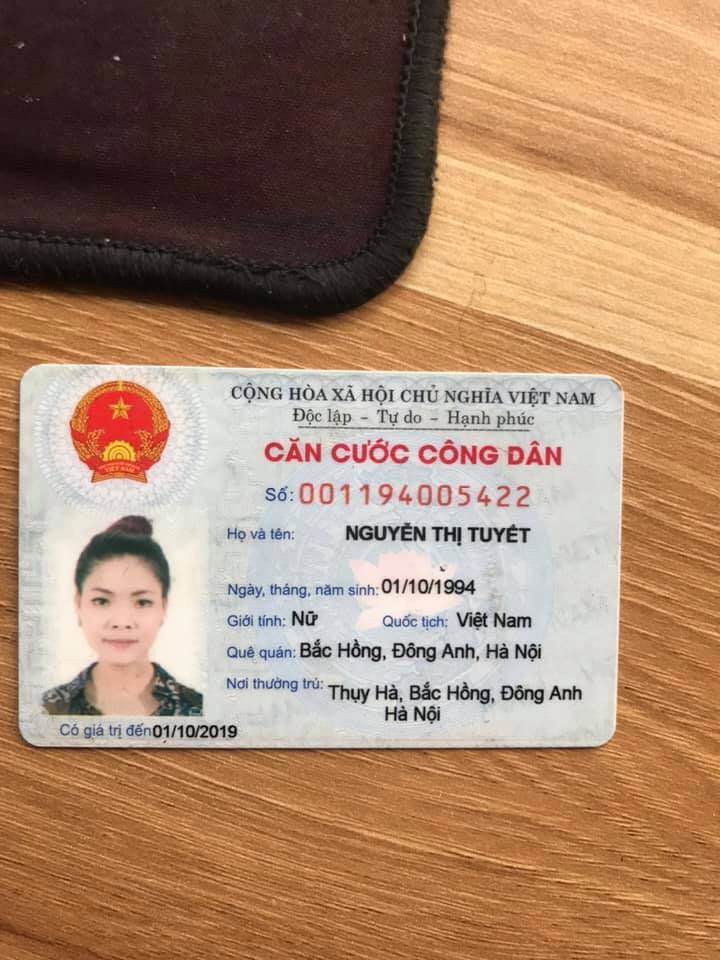 CỘNG HÒA XÃ HỘI CHỦ NGHĨA VIỆT NAM
Độc lập - Tự do - Hạnh phúc
CĂN CƯỚC CÔNG DÂN
Số: 001194005422
Họ và tên: NGUYỄN THỊ TUYẾT
Ngày, tháng, năm sinh: 01/10/1994
Giới tính: Nữ Quốc tịch: Việt Nam
Quê quán: Bắc Hồng, Đông Anh, Hà Nội
Nơi thường trú: Thụy Hà, Bắc Hồng, Đông Anh
Hà Nội
Có giá trị đến 01/10/2019
VIỆT NAM